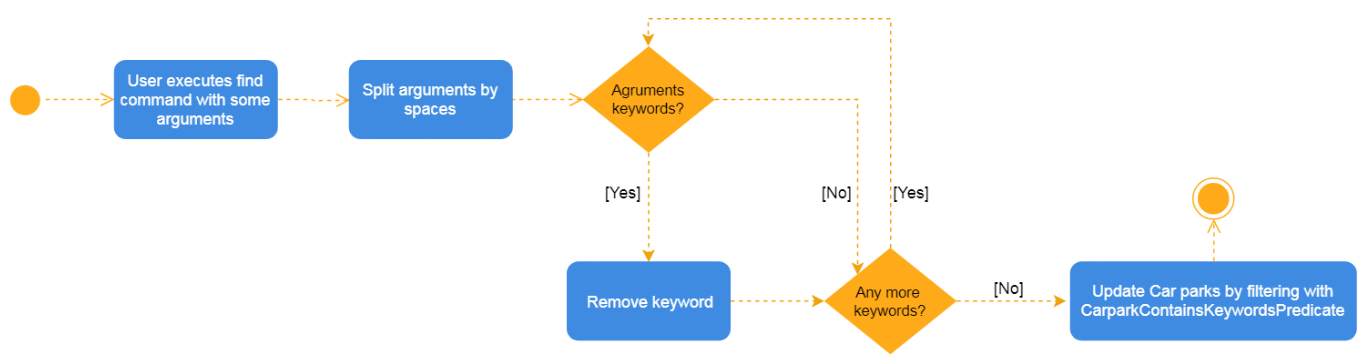 User executes find
command with some
arguments
Split arguments by
spaces
Agruments
keywords?
[Yes]
[No]
[Yes]
Remove keyword
Any more
keywords?
[No]
Update Car parks by filtering with
CarparkContainsKeywordsPredicate